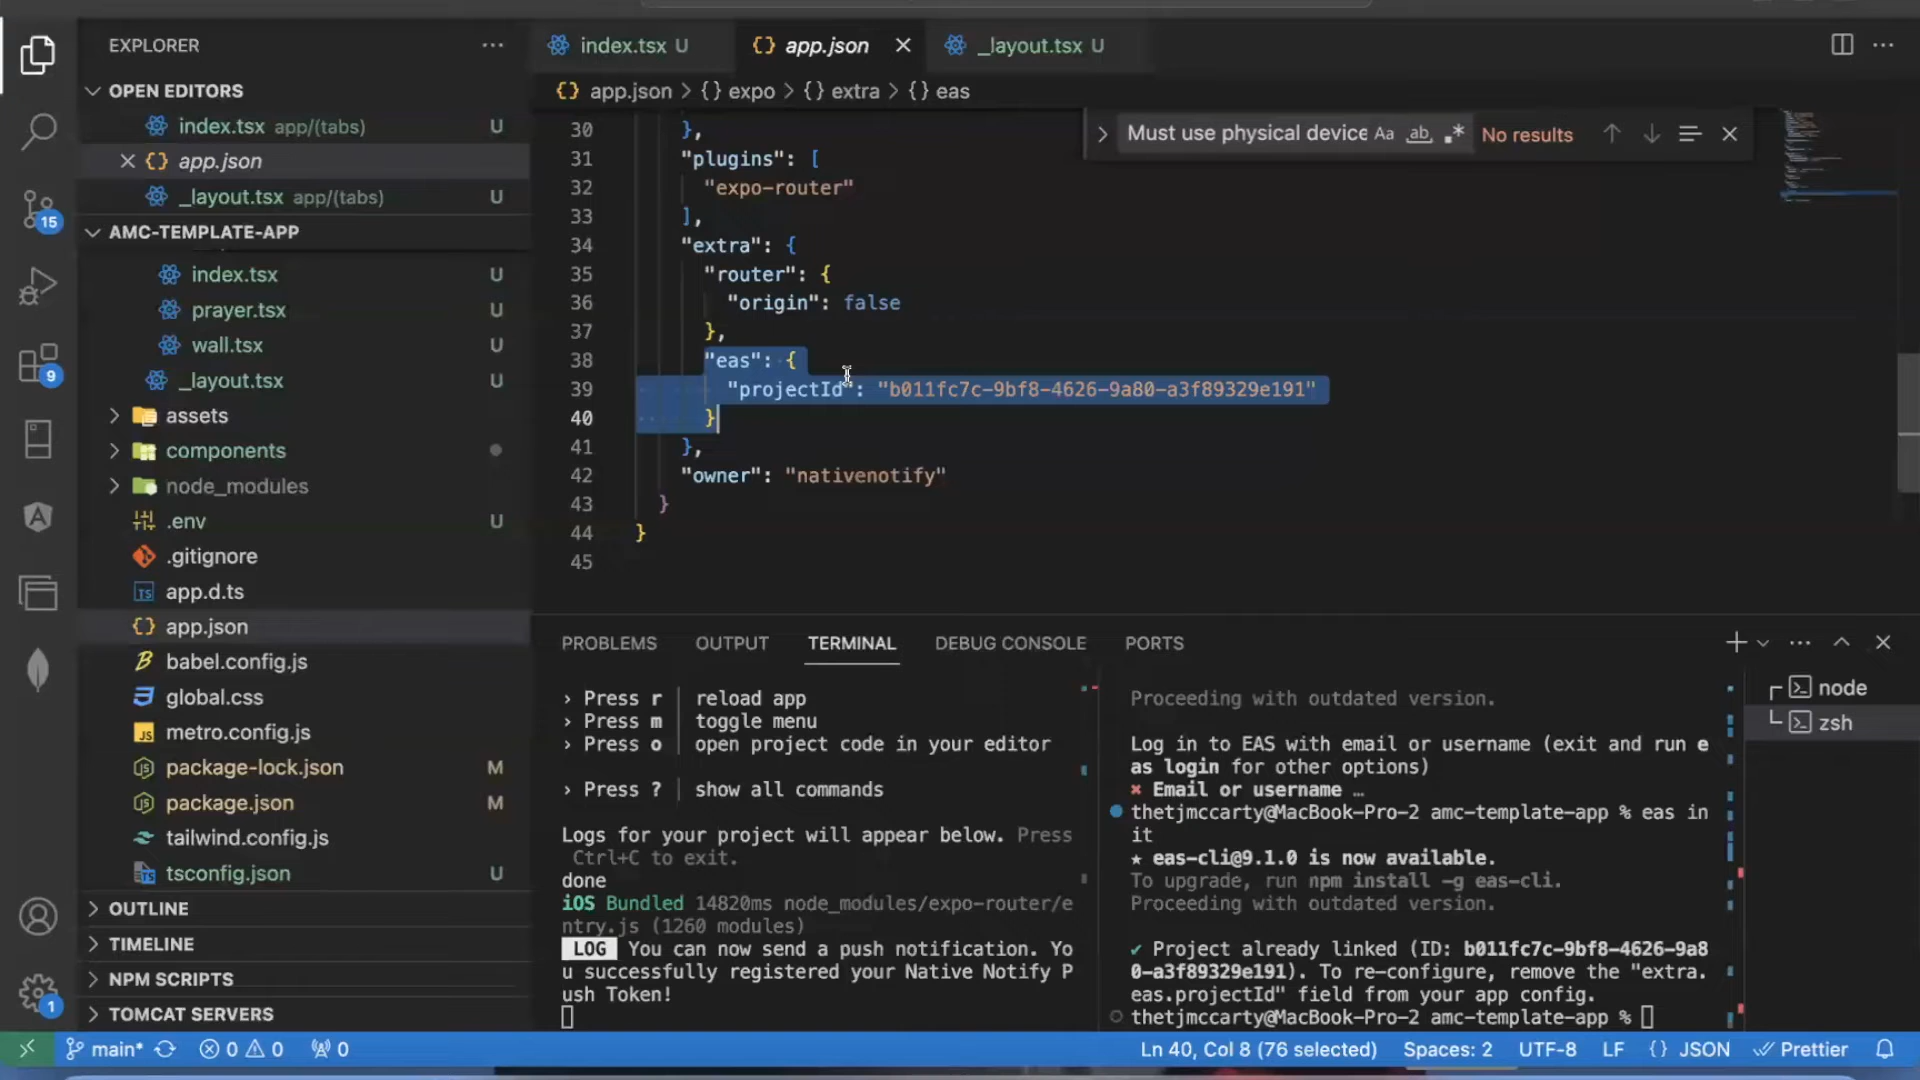 EXPLORER
OPEN EDITORS
index.tsx app/(tabs) U
app.json
_layout.tsx app/(tabs) U
AMC-TEMPLATE-APP
index.tsx U
prayer.tsx U
wall.tsx U
_layout.tsx U
assets
components
node_modules
.env U
.gitignore
app.d.ts
app.json
babel.config.js
global.css
metro.config.js
package-lock.json M
package.json M
tailwind.config.js
tsconfig.json U
OUTLINE
TIMELINE
NPM SCRIPTS
TOMCAT SERVERS
15
9
1
index.tsx U
app.json
_layout.tsx U
app.json > {} expo > {} extra > {} eas
Must use physical device Aa ab .* No results
30 },
31 "plugins": [
32 "expo-router"
33 ],
34 "extra": {
35 "router": {
36 "origin": false
37 },
38 "eas": {
39 "projectId": "b011fc7c-9bf8-4626-9a80-a3f89329e191"
40 }
41 },
42 "owner": "nativenotify"
43 }
44 }
45
PROBLEMS OUTPUT TERMINAL DEBUG CONSOLE PORTS
› Press r │ reload app
› Press m │ toggle menu
› Press o │ open project code in your editor
› Press ? │ show all commands
Logs for your project will appear below. Press
Ctrl+C to exit.
done
iOS Bundled 14820ms node_modules/expo-router/e
ntry.js (1260 modules)
LOG You can now send a push notification. Yo
u successfully registered your Native Notify P
ush Token!
Proceeding with outdated version.
Log in to EAS with email or username (exit and run e
as login for other options)
✖ Email or username …
thetjmccarty@MacBook-Pro-2 amc-template-app % eas in
it
★ eas-cli@9.1.0 is now available.
To upgrade, run npm install -g eas-cli.
Proceeding with outdated version.
✔ Project already linked (ID: b011fc7c-9bf8-4626-9a8
0-a3f89329e191). To re-configure, remove the "extra.
eas.projectId" field from your app config.
thetjmccarty@MacBook-Pro-2 amc-template-app %
node
zsh
main* 0 0 0 Ln 40, Col 8 (76 selected) Spaces: 2 UTF-8 LF {} JSON Prettier